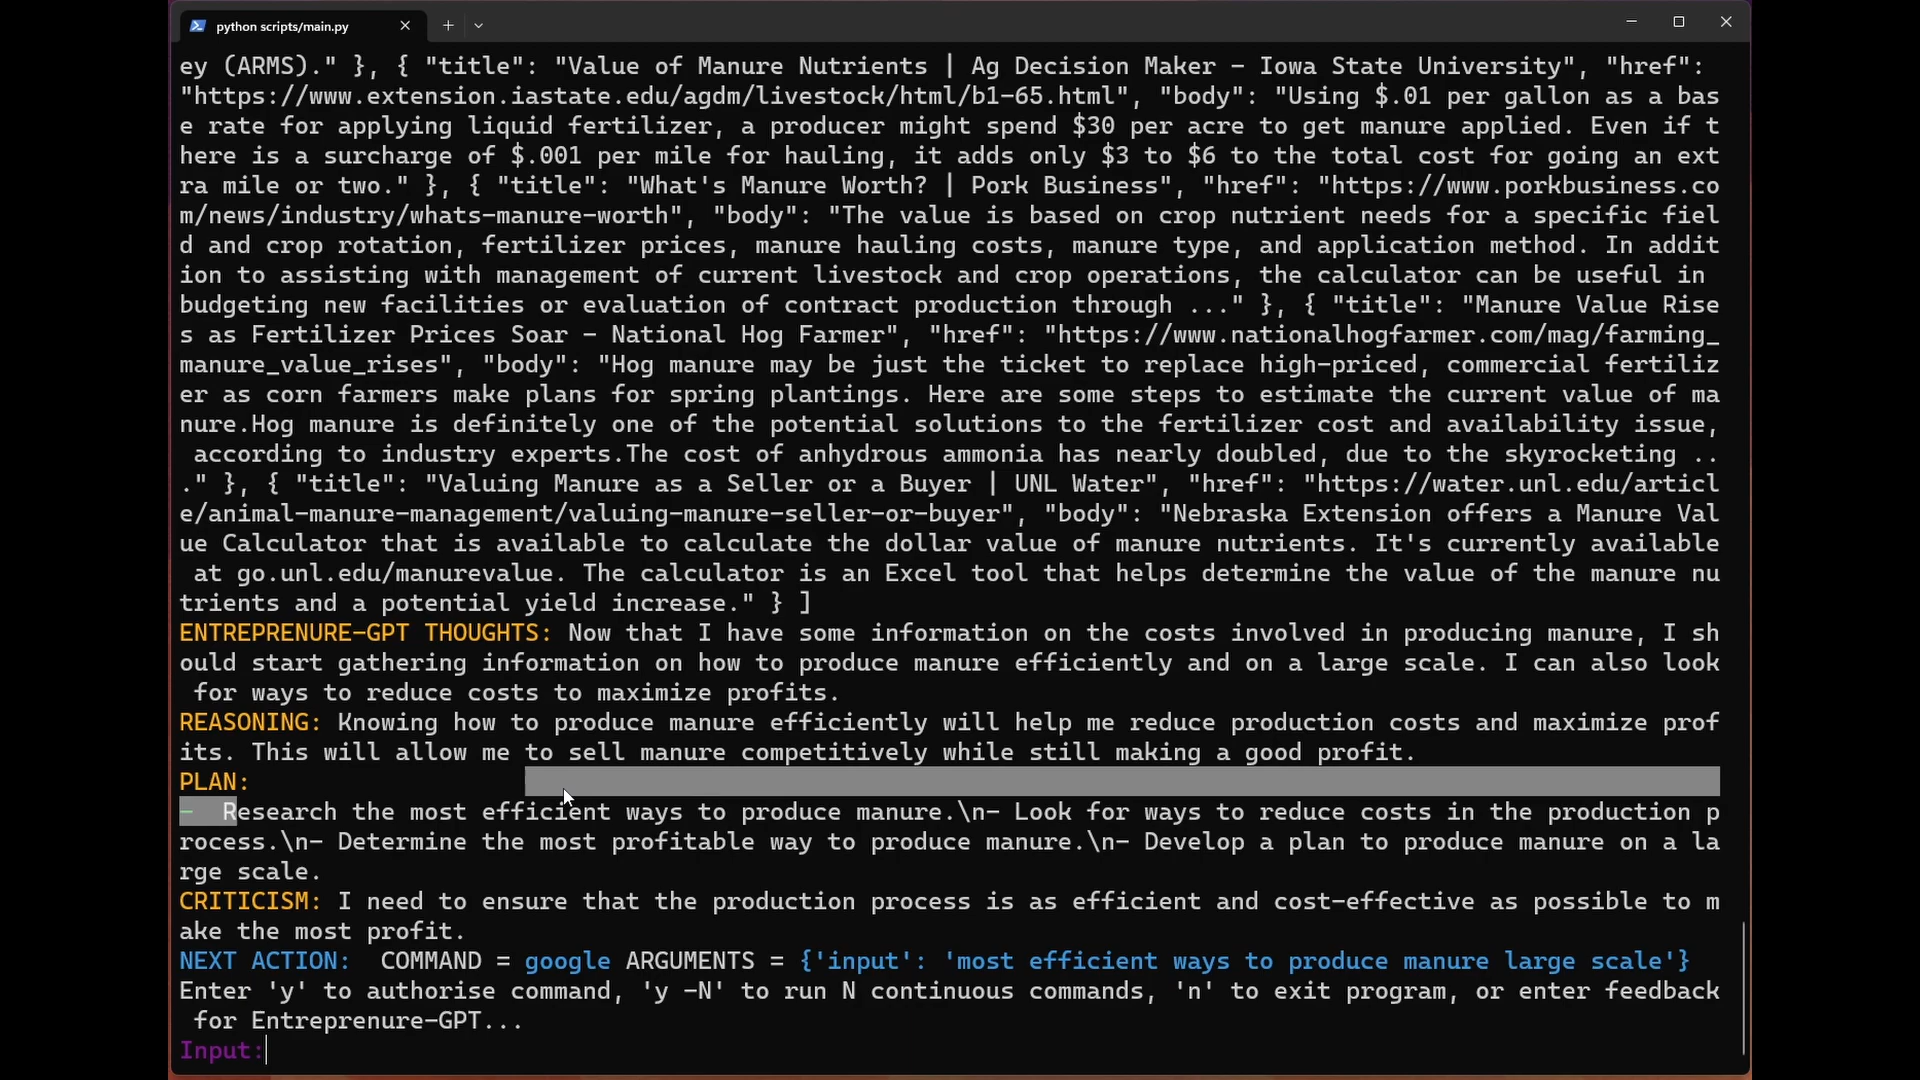 python scripts/main.py
ey (ARMS)." }, { "title": "Value of Manure Nutrients | Ag Decision Maker - Iowa State University", "href":
"https://www.extension.iastate.edu/agdm/livestock/html/b1-65.html", "body": "Using $.01 per gallon as a bas
e rate for applying liquid fertilizer, a producer might spend $30 per acre to get manure applied. Even if t
here is a surcharge of $.001 per mile for hauling, it adds only $3 to $6 to the total cost for going an ext
ra mile or two." }, { "title": "What's Manure Worth? | Pork Business", "href": "https://www.porkbusiness.co
m/news/industry/whats-manure-worth", "body": "The value is based on crop nutrient needs for a specific fiel
d and crop rotation, fertilizer prices, manure hauling costs, manure type, and application method. In addit
ion to assisting with management of current livestock and crop operations, the calculator can be useful in
budgeting new facilities or evaluation of contract production through ..." }, { "title": "Manure Value Rise
s as Fertilizer Prices Soar - National Hog Farmer", "href": "https://www.nationalhogfarmer.com/mag/farming_
manure_value_rises", "body": "Hog manure may be just the ticket to replace high-priced, commercial fertiliz
er as corn farmers make plans for spring plantings. Here are some steps to estimate the current value of ma
nure.Hog manure is definitely one of the potential solutions to the fertilizer cost and availability issue,
according to industry experts.The cost of anhydrous ammonia has nearly doubled, due to the skyrocketing ..
." }, { "title": "Valuing Manure as a Seller or a Buyer | UNL Water", "href": "https://water.unl.edu/articl
e/animal-manure-management/valuing-manure-seller-or-buyer", "body": "Nebraska Extension offers a Manure Val
ue Calculator that is available to calculate the dollar value of manure nutrients. It's currently available
at go.unl.edu/manurevalue. The calculator is an Excel tool that helps determine the value of the manure nu
trients and a potential yield increase." } ]
ENTREPRENURE-GPT THOUGHTS: Now that I have some information on the costs involved in producing manure, I sh
ould start gathering information on how to produce manure efficiently and on a large scale. I can also look
for ways to reduce costs to maximize profits.
REASONING: Knowing how to produce manure efficiently will help me reduce production costs and maximize prof
its. This will allow me to sell manure competitively while still making a good profit.
PLAN:
-  Research the most efficient ways to produce manure.\n- Look for ways to reduce costs in the production p
rocess.\n- Determine the most profitable way to produce manure.\n- Develop a plan to produce manure on a la
rge scale.
CRITICISM: I need to ensure that the production process is as efficient and cost-effective as possible to m
ake the most profit.
NEXT ACTION:  COMMAND = google ARGUMENTS = {'input': 'most efficient ways to produce manure large scale'}
Enter 'y' to authorise command, 'y -N' to run N continuous commands, 'n' to exit program, or enter feedback
for Entreprenure-GPT...
Input: